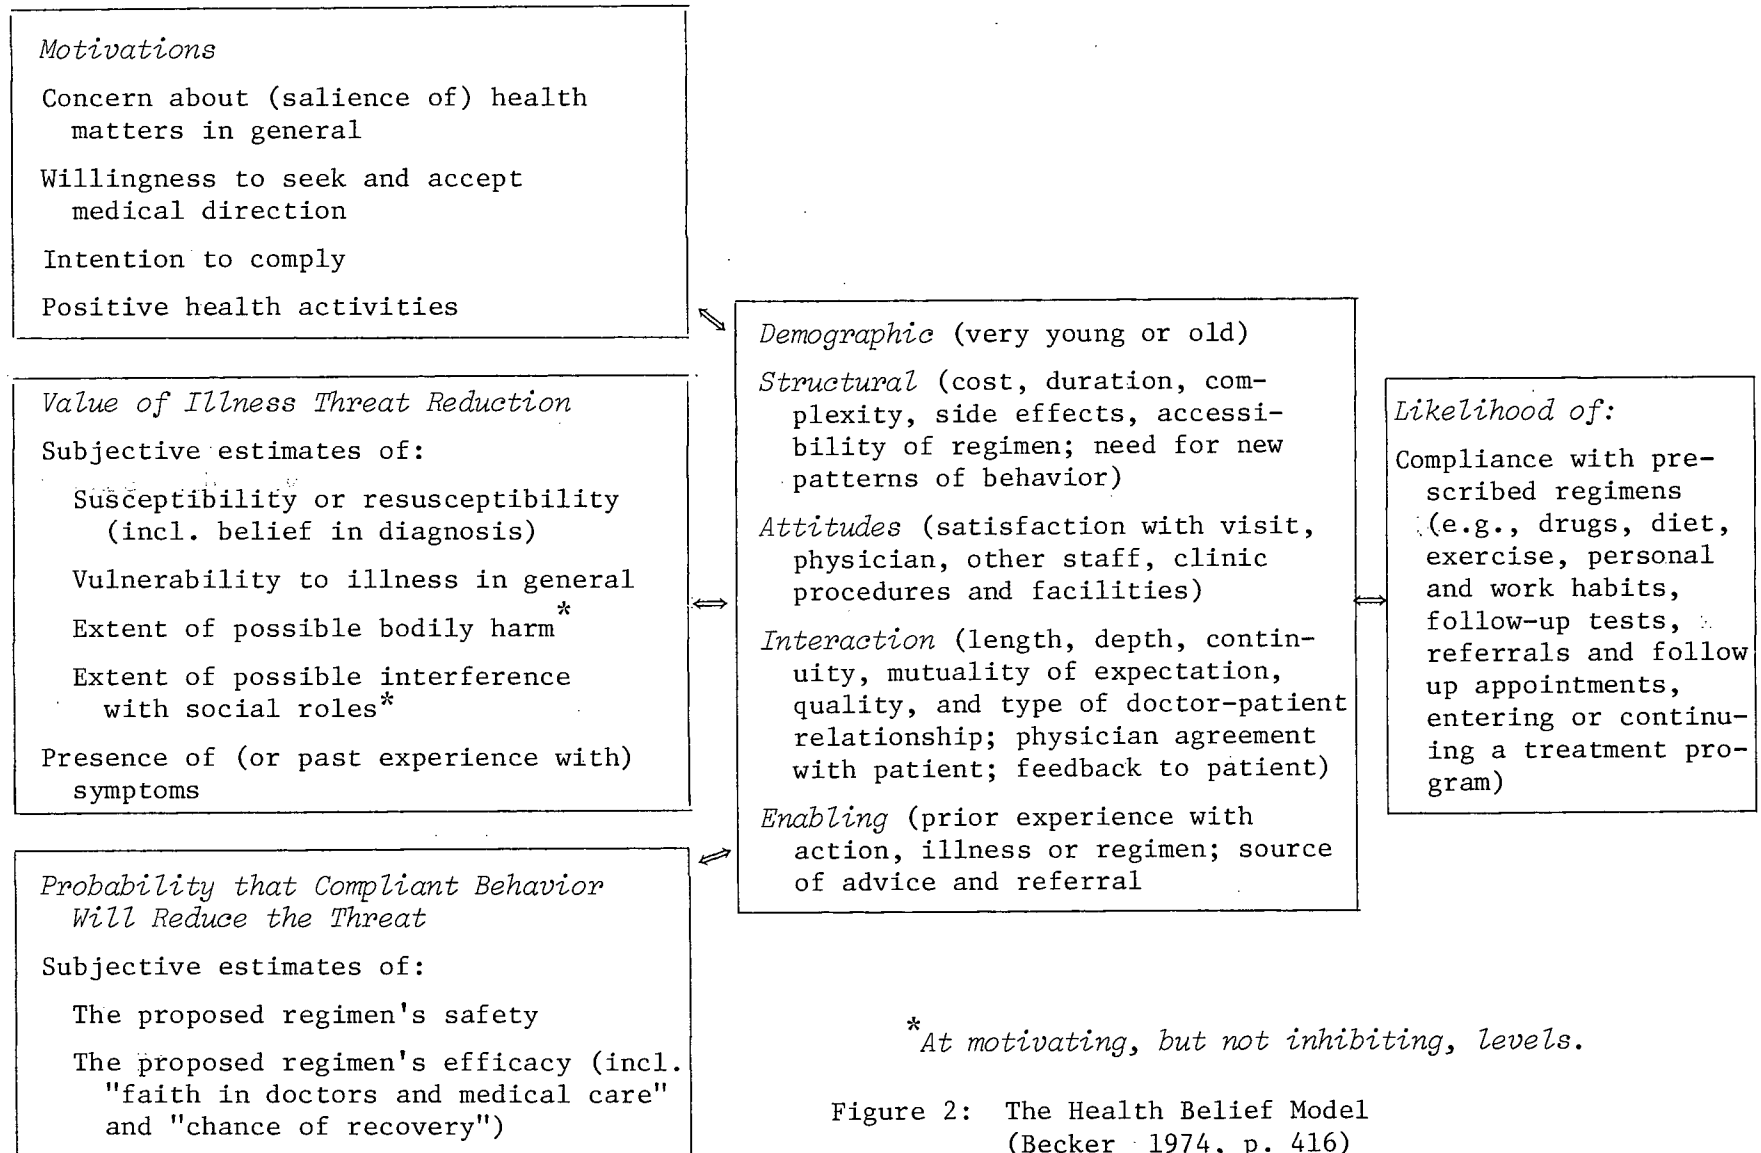 Motivations
Concern about (salience of) health
matters in general
Willingness to seek and accept
medical direction
Intention to comply
Positive health activities
Value of Illness Threat Reduction
Subjective estimates of:
Susceptibility or resusceptibility
(incl. belief in diagnosis)
Vulnerability to illness in general
Extent of possible bodily harm*
Extent of possible interference
with social roles*
Presence of (or past experience with)
symptoms
Probability that Compliant Behavior
Will Reduce the Threat
Subjective estimates of:
The proposed regimen's safety
The proposed regimen's efficacy (incl.
"faith in doctors and medical care"
and "chance of recovery")
Demographic (very young or old)
Structural (cost, duration, com-
plexity, side effects, accessi-
bility of regimen; need for new
patterns of behavior)
Attitudes (satisfaction with visit,
physician, other staff, clinic
procedures and facilities)
Interaction (length, depth, contin-
uity, mutuality of expectation,
quality, and type of doctor-patient
relationship; physician agreement
with patient; feedback to patient)
Enabling (prior experience with
action, illness or regimen; source
of advice and referral
Likelihood of:
Compliance with pre-
scribed regimens
(e.g., drugs, diet,
exercise, personal
and work habits,
follow-up tests,
referrals and follow
up appointments,
entering or continu-
ing a treatment pro-
gram)
*At motivating, but not inhibiting, levels.
Figure 2: The Health Belief Model
(Becker 1974, p. 416)